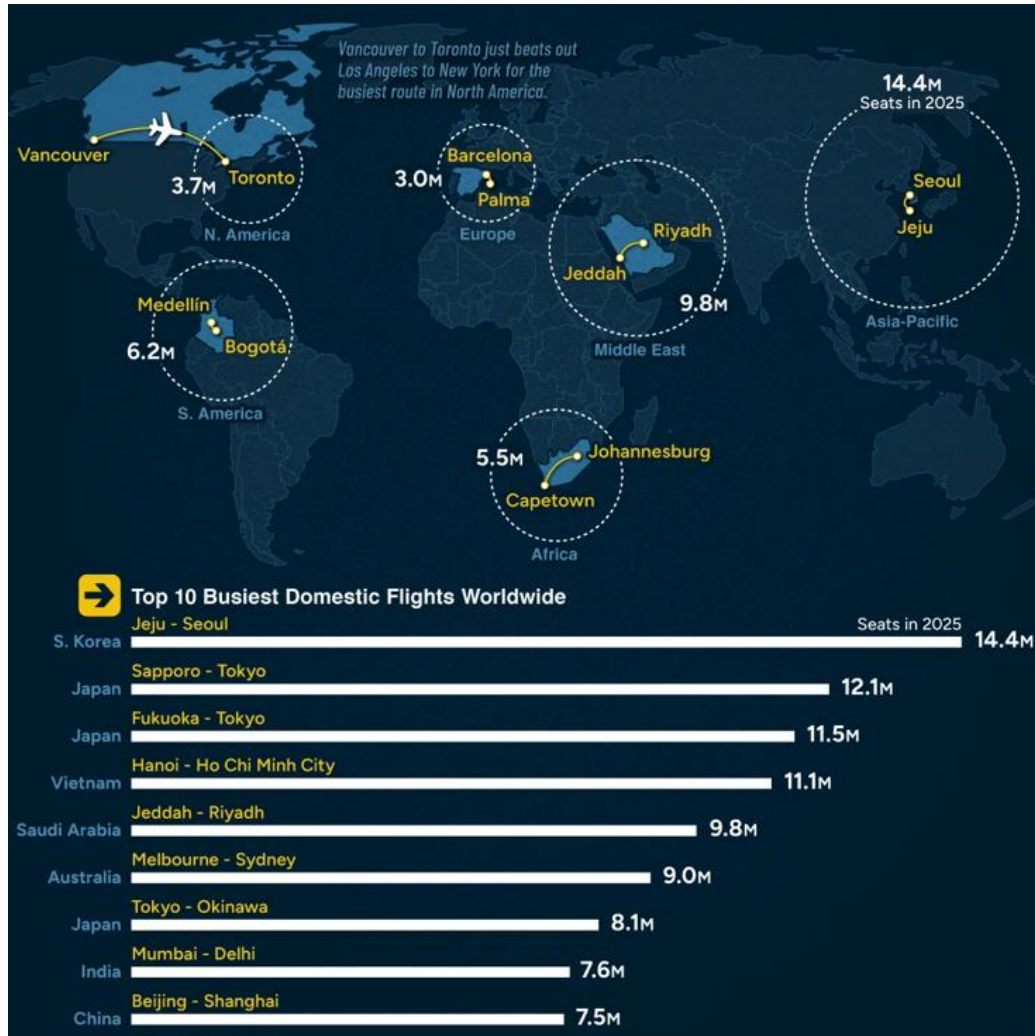 Vancouver to Toronto just beats out
Los Angeles to New York for the
busiest route in North America.
14.4M
Seats in 2025
Vancouver
Toronto
3.7M
N. America
Barcelona
3.0M
Palma
Europe
Seoul
Jeju
Asia-Pacific
Riyadh
Jeddah
9.8M
Middle East
Medellín
Bogotá
6.2M
S. America
5.5M
Johannesburg
Capetown
Africa
Top 10 Busiest Domestic Flights Worldwide
Jeju - Seoul
Seats in 2025
S. Korea
14.4M
Sapporo - Tokyo
Japan
12.1M
Fukuoka - Tokyo
Japan
11.5M
Hanoi - Ho Chi Minh City
Vietnam
11.1M
Jeddah - Riyadh
Saudi Arabia
9.8M
Melbourne - Sydney
Australia
9.0M
Tokyo - Okinawa
Japan
8.1M
Mumbai - Delhi
India
7.6M
Beijing - Shanghai
China
7.5M